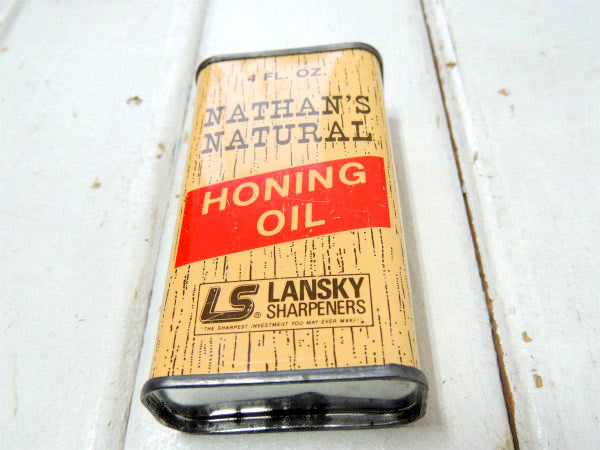 4 FL. OZ.
NATHAN'S
NATURAL
HONING
OIL
LS® LANSKY
SHARPENERS
"THE SHARPEST INVESTMENT YOU MAY EVER MAKE"